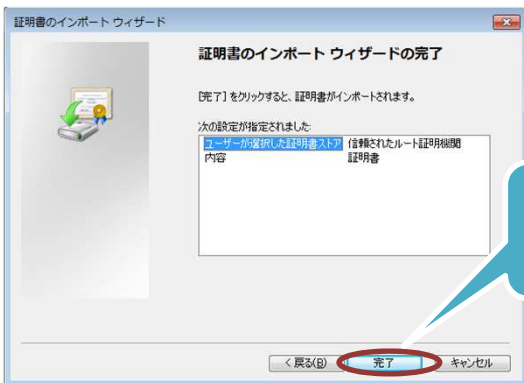 証明書のインポート ウィザード
証明書のインポート ウィザードの完了
[完了] をクリックすると、証明書がインポートされます。
次の設定が指定されました:
ユーザーが選択した証明書ストア 信頼されたルート証明機関
内容 証明書
< 戻る(B) 完了 キャンセル